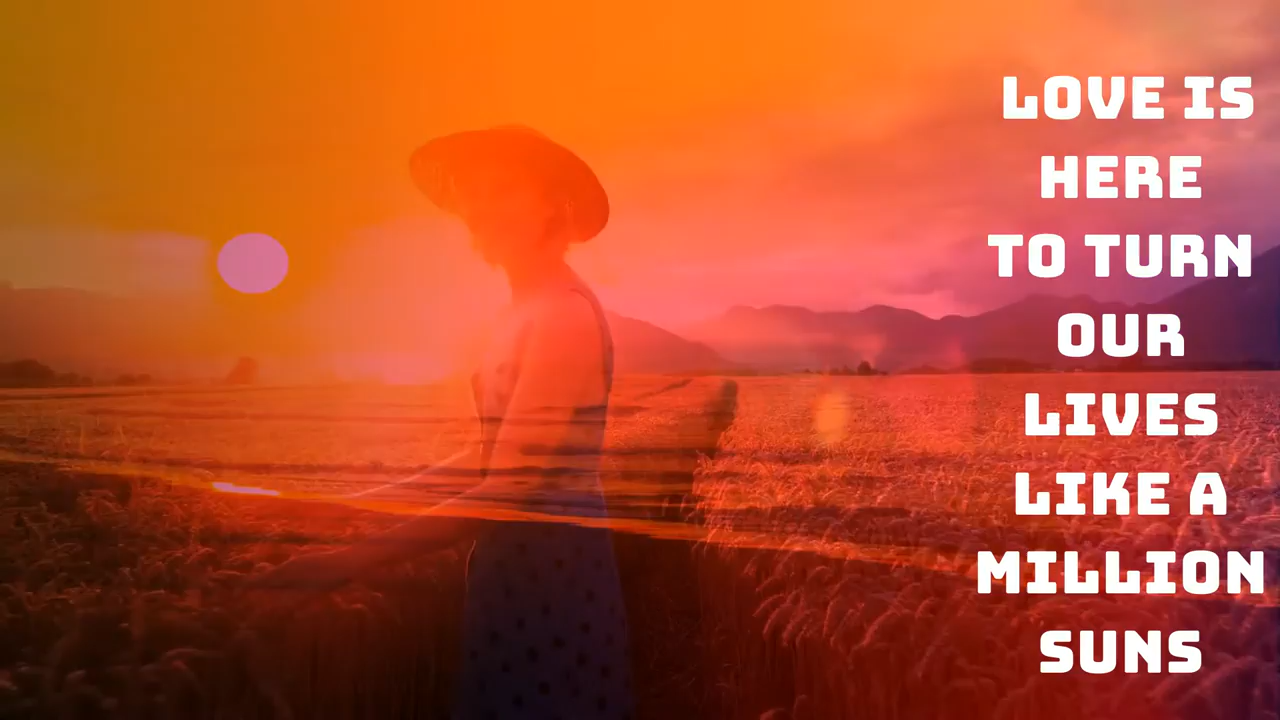 LOVE IS
HERE
TO TURN
OUR
LIVES
LIKE A
MILLION
SUNS